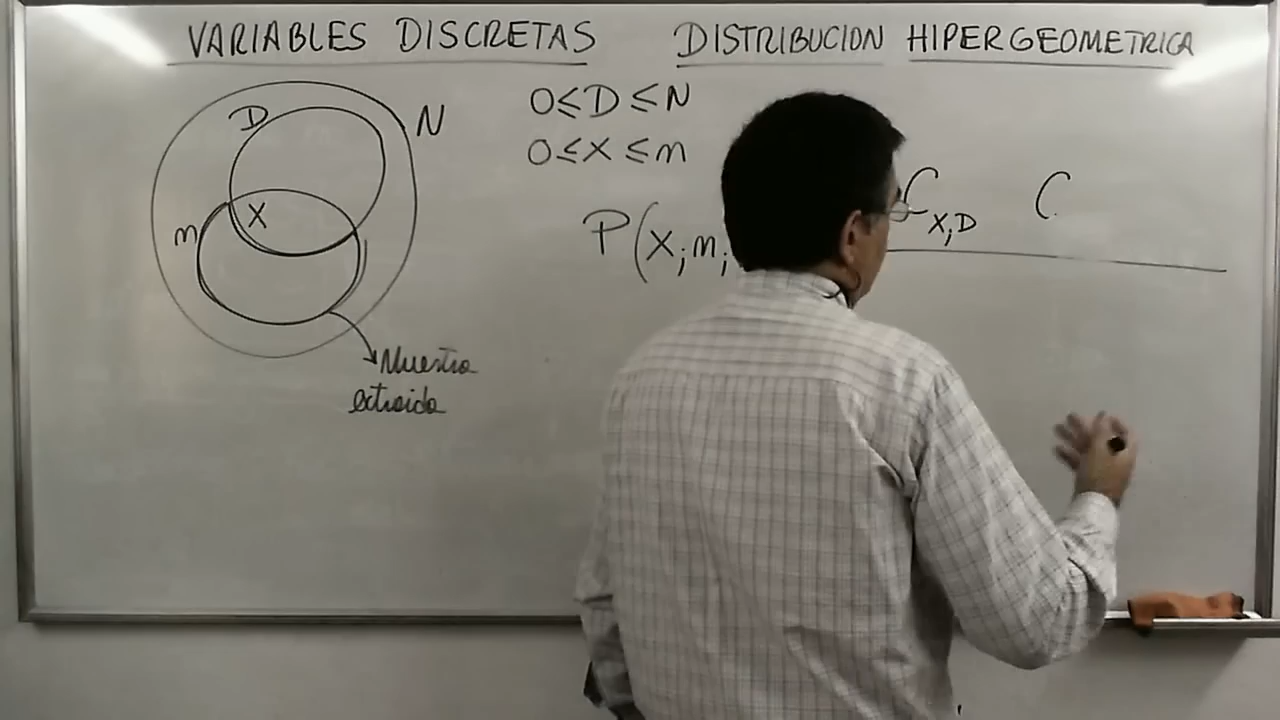 VARIABLES DISCRETAS
DISTRIBUCION HIPERGEOMETRICA
D
N
X
m
Muestra
extraida
0≤D≤N
0≤X≤m
P(X;m;
C X,D C